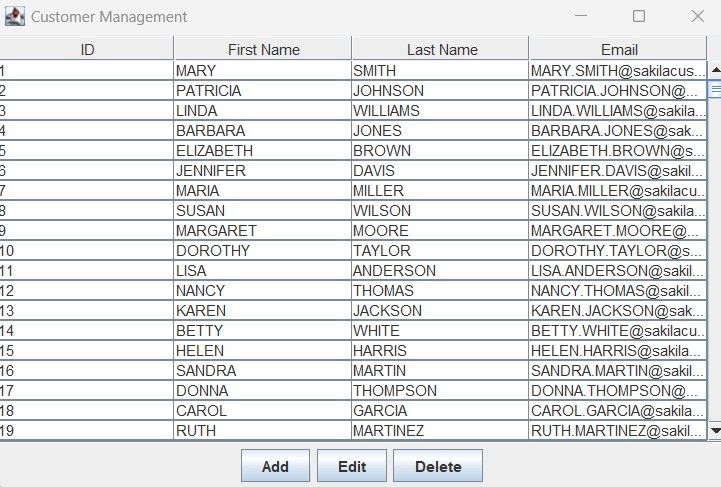 Customer Management
ID First Name Last Name Email
1 MARY SMITH MARY.SMITH@sakilacus...
2 PATRICIA JOHNSON PATRICIA.JOHNSON@...
3 LINDA WILLIAMS LINDA.WILLIAMS@sakila...
4 BARBARA JONES BARBARA.JONES@sak...
5 ELIZABETH BROWN ELIZABETH.BROWN@s...
6 JENNIFER DAVIS JENNIFER.DAVIS@sakil...
7 MARIA MILLER MARIA.MILLER@sakilacu...
8 SUSAN WILSON SUSAN.WILSON@sakila...
9 MARGARET MOORE MARGARET.MOORE@...
10 DOROTHY TAYLOR DOROTHY.TAYLOR@s...
11 LISA ANDERSON LISA.ANDERSON@sakil...
12 NANCY THOMAS NANCY.THOMAS@sakil...
13 KAREN JACKSON KAREN.JACKSON@sak...
14 BETTY WHITE BETTY.WHITE@sakilacu...
15 HELEN HARRIS HELEN.HARRIS@sakila...
16 SANDRA MARTIN SANDRA.MARTIN@sakil...
17 DONNA THOMPSON DONNA.THOMPSON@...
18 CAROL GARCIA CAROL.GARCIA@sakila...
19 RUTH MARTINEZ RUTH.MARTINEZ@sakil...
Add Edit Delete